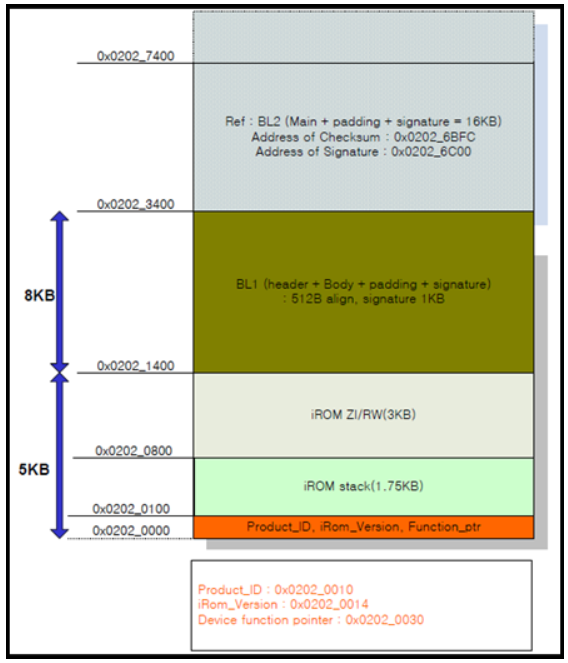 0x0202_7400
Ref : BL2 (Main + padding + signature = 16KB)
Address of Checksum : 0x0202_6BFC
Address of Signature : 0x0202_6C00
0x0202_3400
8KB
BL1 (header + Body + padding + signature)
: 512B align, signature 1KB
0x0202_1400
iROM ZI/RW(3KB)
0x0202_0800
5KB
iROM stack(1.75KB)
0x0202_0100
0x0202_0000
Product_ID, iRom_Version, Function_ptr
Product_ID : 0x0202_0010
iRom_Version : 0x0202_0014
Device function pointer : 0x0202_0030